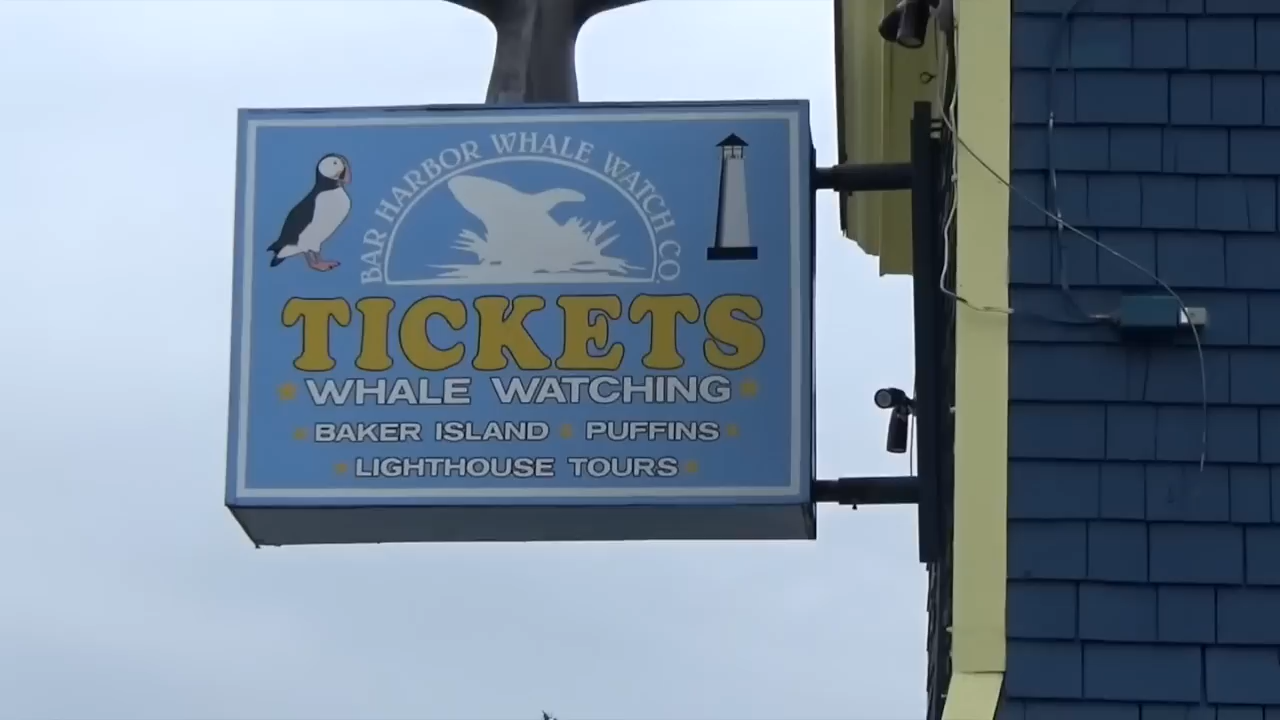 BAR HARBOR WHALE WATCH CO.
TICKETS
WHALE WATCHING
BAKER ISLAND PUFFINS
LIGHTHOUSE TOURS